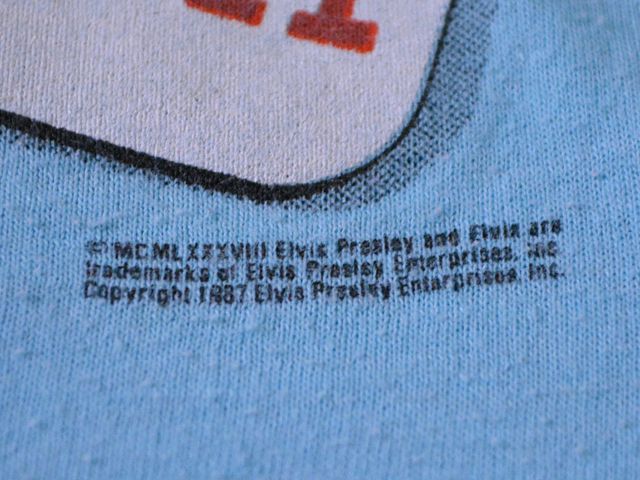 © MCMLXXXVIII Elvis Presley and Elvis are
trademarks of Elvis Presley Enterprises, Inc
Copyright 1987 Elvis Presley Enterprises Inc.